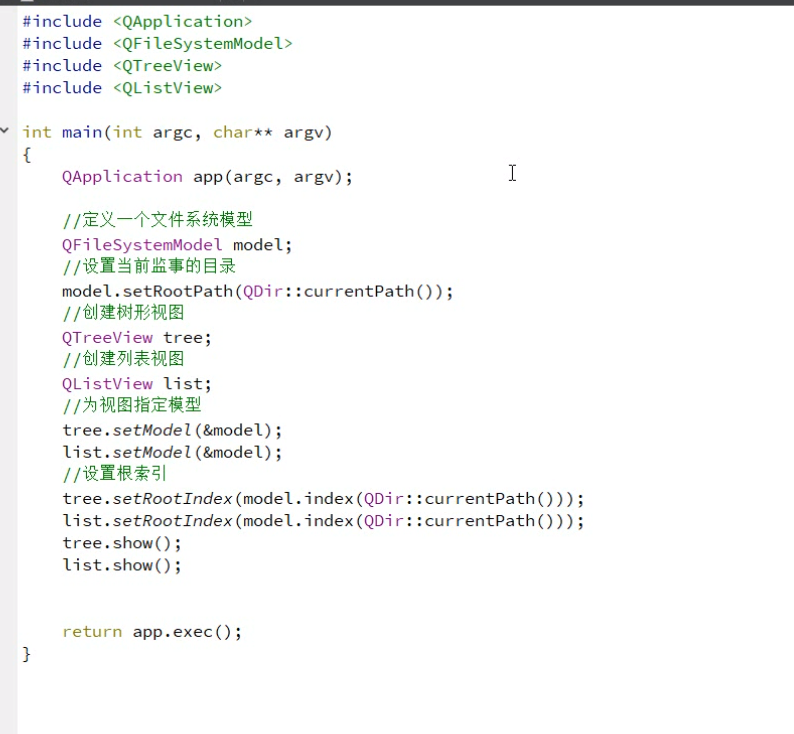 #include <QApplication>
#include <QFileSystemModel>
#include <QTreeView>
#include <QListView>
int main(int argc, char** argv)
{
QApplication app(argc, argv);
//定义一个文件系统模型
QFileSystemModel model;
//设置当前监事的目录
model.setRootPath(QDir::currentPath());
//创建树形视图
QTreeView tree;
//创建列表视图
QListView list;
//为视图指定模型
tree.setModel(&model);
list.setModel(&model);
//设置根索引
tree.setRootIndex(model.index(QDir::currentPath()));
list.setRootIndex(model.index(QDir::currentPath()));
tree.show();
list.show();
return app.exec();
}